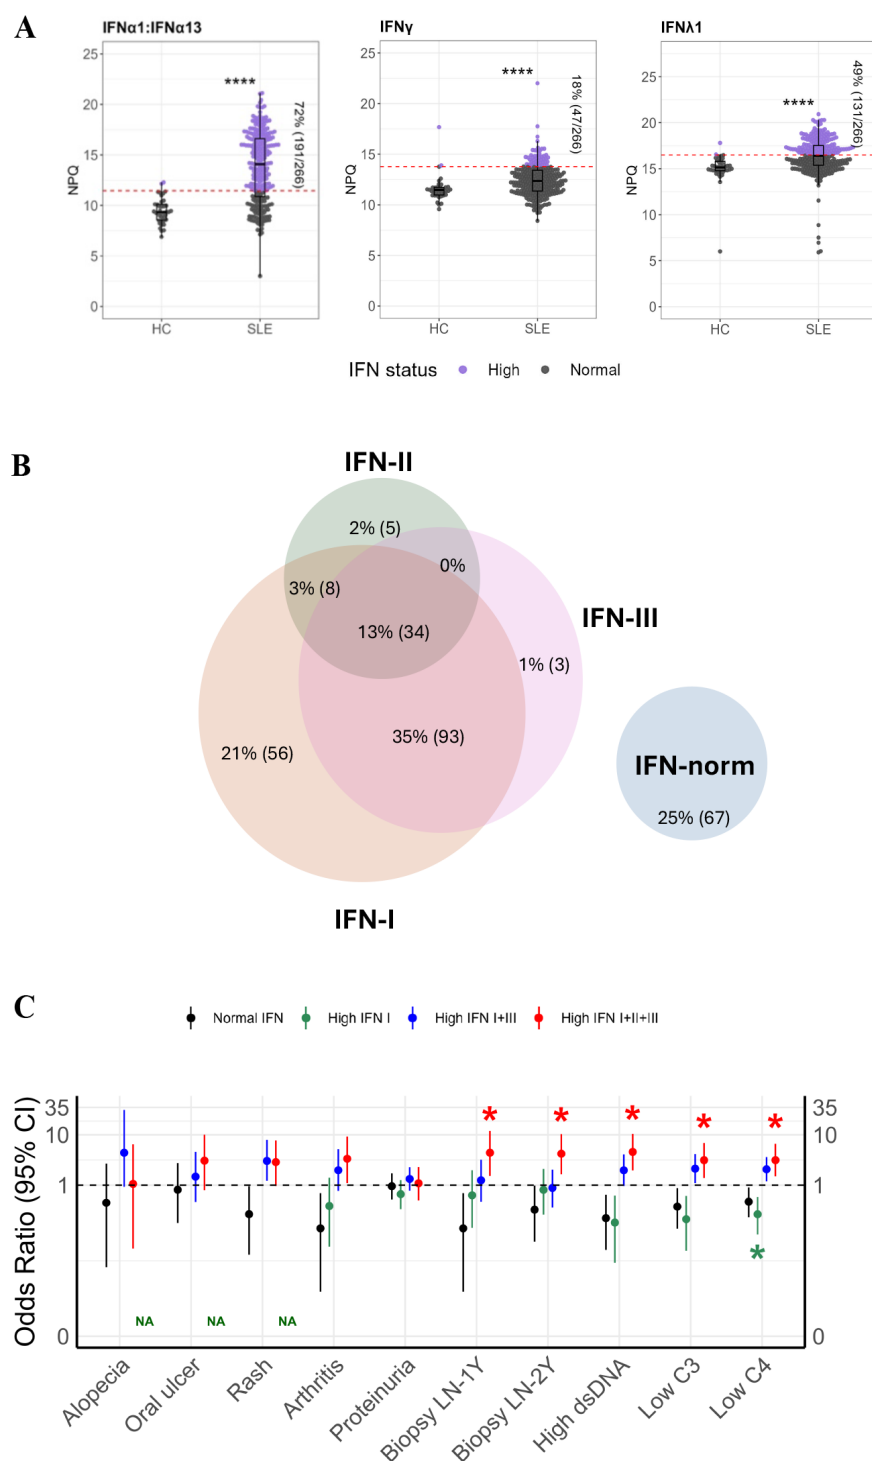 A
IFNα1:IFNα13
NPQ
25
20
15
10
5
0
****
72% (191/266)
HC
SLE
IFNγ
NPQ
25
20
15
10
5
0
****
18% (47/266)
HC
SLE
IFNλ1
NPQ
25
20
15
10
5
0
****
49% (131/266)
HC
SLE
IFN status
High
Normal
B
IFN-II
2% (5)
0%
3% (8)
13% (34)
IFN-III
1% (3)
35% (93)
21% (56)
IFN-norm
25% (67)
IFN-I
C
Normal IFN
High IFN I
High IFN I+III
High IFN I+II+III
Odds Ratio (95% CI)
35
10
1
0
35
10
1
0
*
*
*
*
*
*
NA
NA
NA
Alopecia
Oral ulcer
Rash
Arthritis
Proteinuria
Biopsy LN-1Y
Biopsy LN-2Y
High dsDNA
Low C3
Low C4